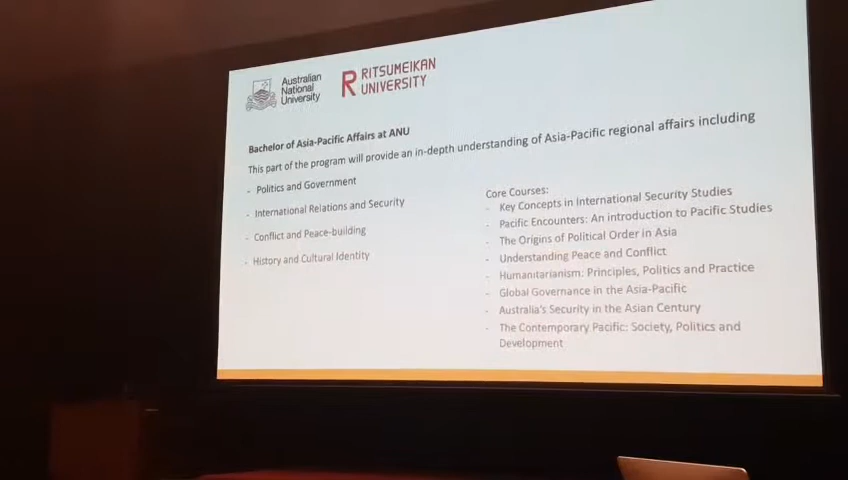 Australian
National
University
RITSUMEIKAN
UNIVERSITY
Bachelor of Asia-Pacific Affairs at ANU
This part of the program will provide an in-depth understanding of Asia-Pacific regional affairs including
- Politics and Government
- International Relations and Security
- Conflict and Peace-building
- History and Cultural Identity
Core Courses:
- Key Concepts in International Security Studies
- Pacific Encounters: An introduction to Pacific Studies
- The Origins of Political Order in Asia
- Understanding Peace and Conflict
- Humanitarianism: Principles, Politics and Practice
- Global Governance in the Asia-Pacific
- Australia's Security in the Asian Century
- The Contemporary Pacific: Society, Politics and
Development